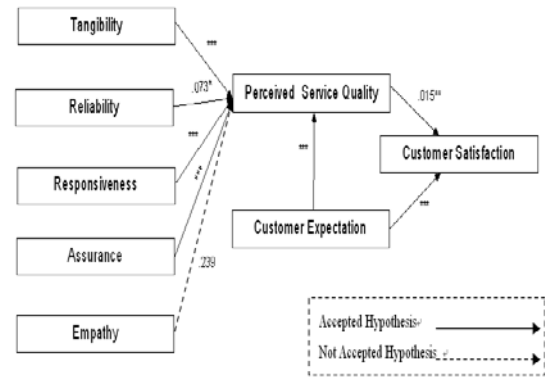 Tangibility
***
.073*
Perceived Service Quality
.015**
Reliability
***
Customer Satisfaction
***
***
Responsiveness
***
Customer Expectation
Assurance
.239
Empathy
Accepted Hypothesis
Not Accepted Hypothesis